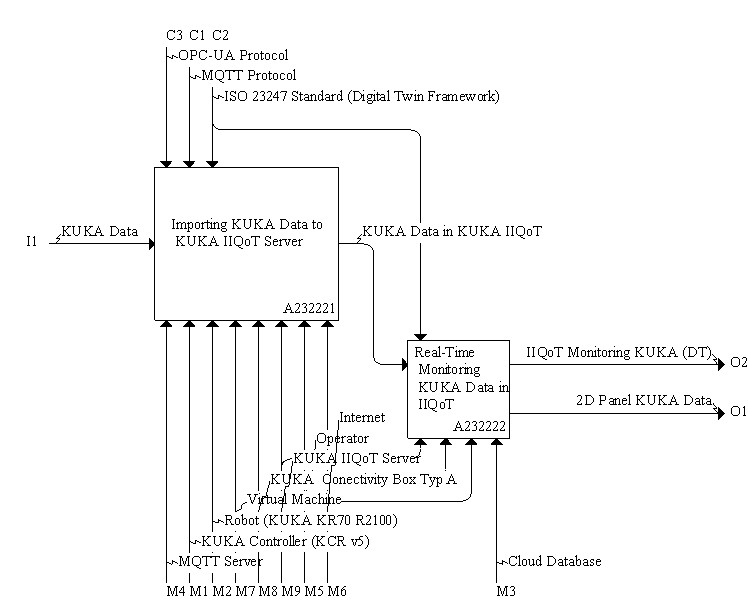 C3 C1 C2
OPC-UA Protocol
MQTT Protocol
ISO 23247 Standard (Digital Twin Framework)
Importing KUKA Data to
KUKA IIQoT Server
A232221
I1
KUKA Data
KUKA Data in KUKA IIQoT
Real-Time
Monitoring
KUKA Data in
IIQoT
A232222
IIQoT Monitoring KUKA (DT)
O2
2D Panel KUKA Data
O1
Internet
Operator
KUKA IIQoT Server
KUKA Conectivity Box Typ A
Virtual Machine
Robot (KUKA KR70 R2100)
KUKA Controller (KCR v5)
MQTT Server
Cloud Database
M4 M1 M2 M7 M8 M9 M5 M6
M3